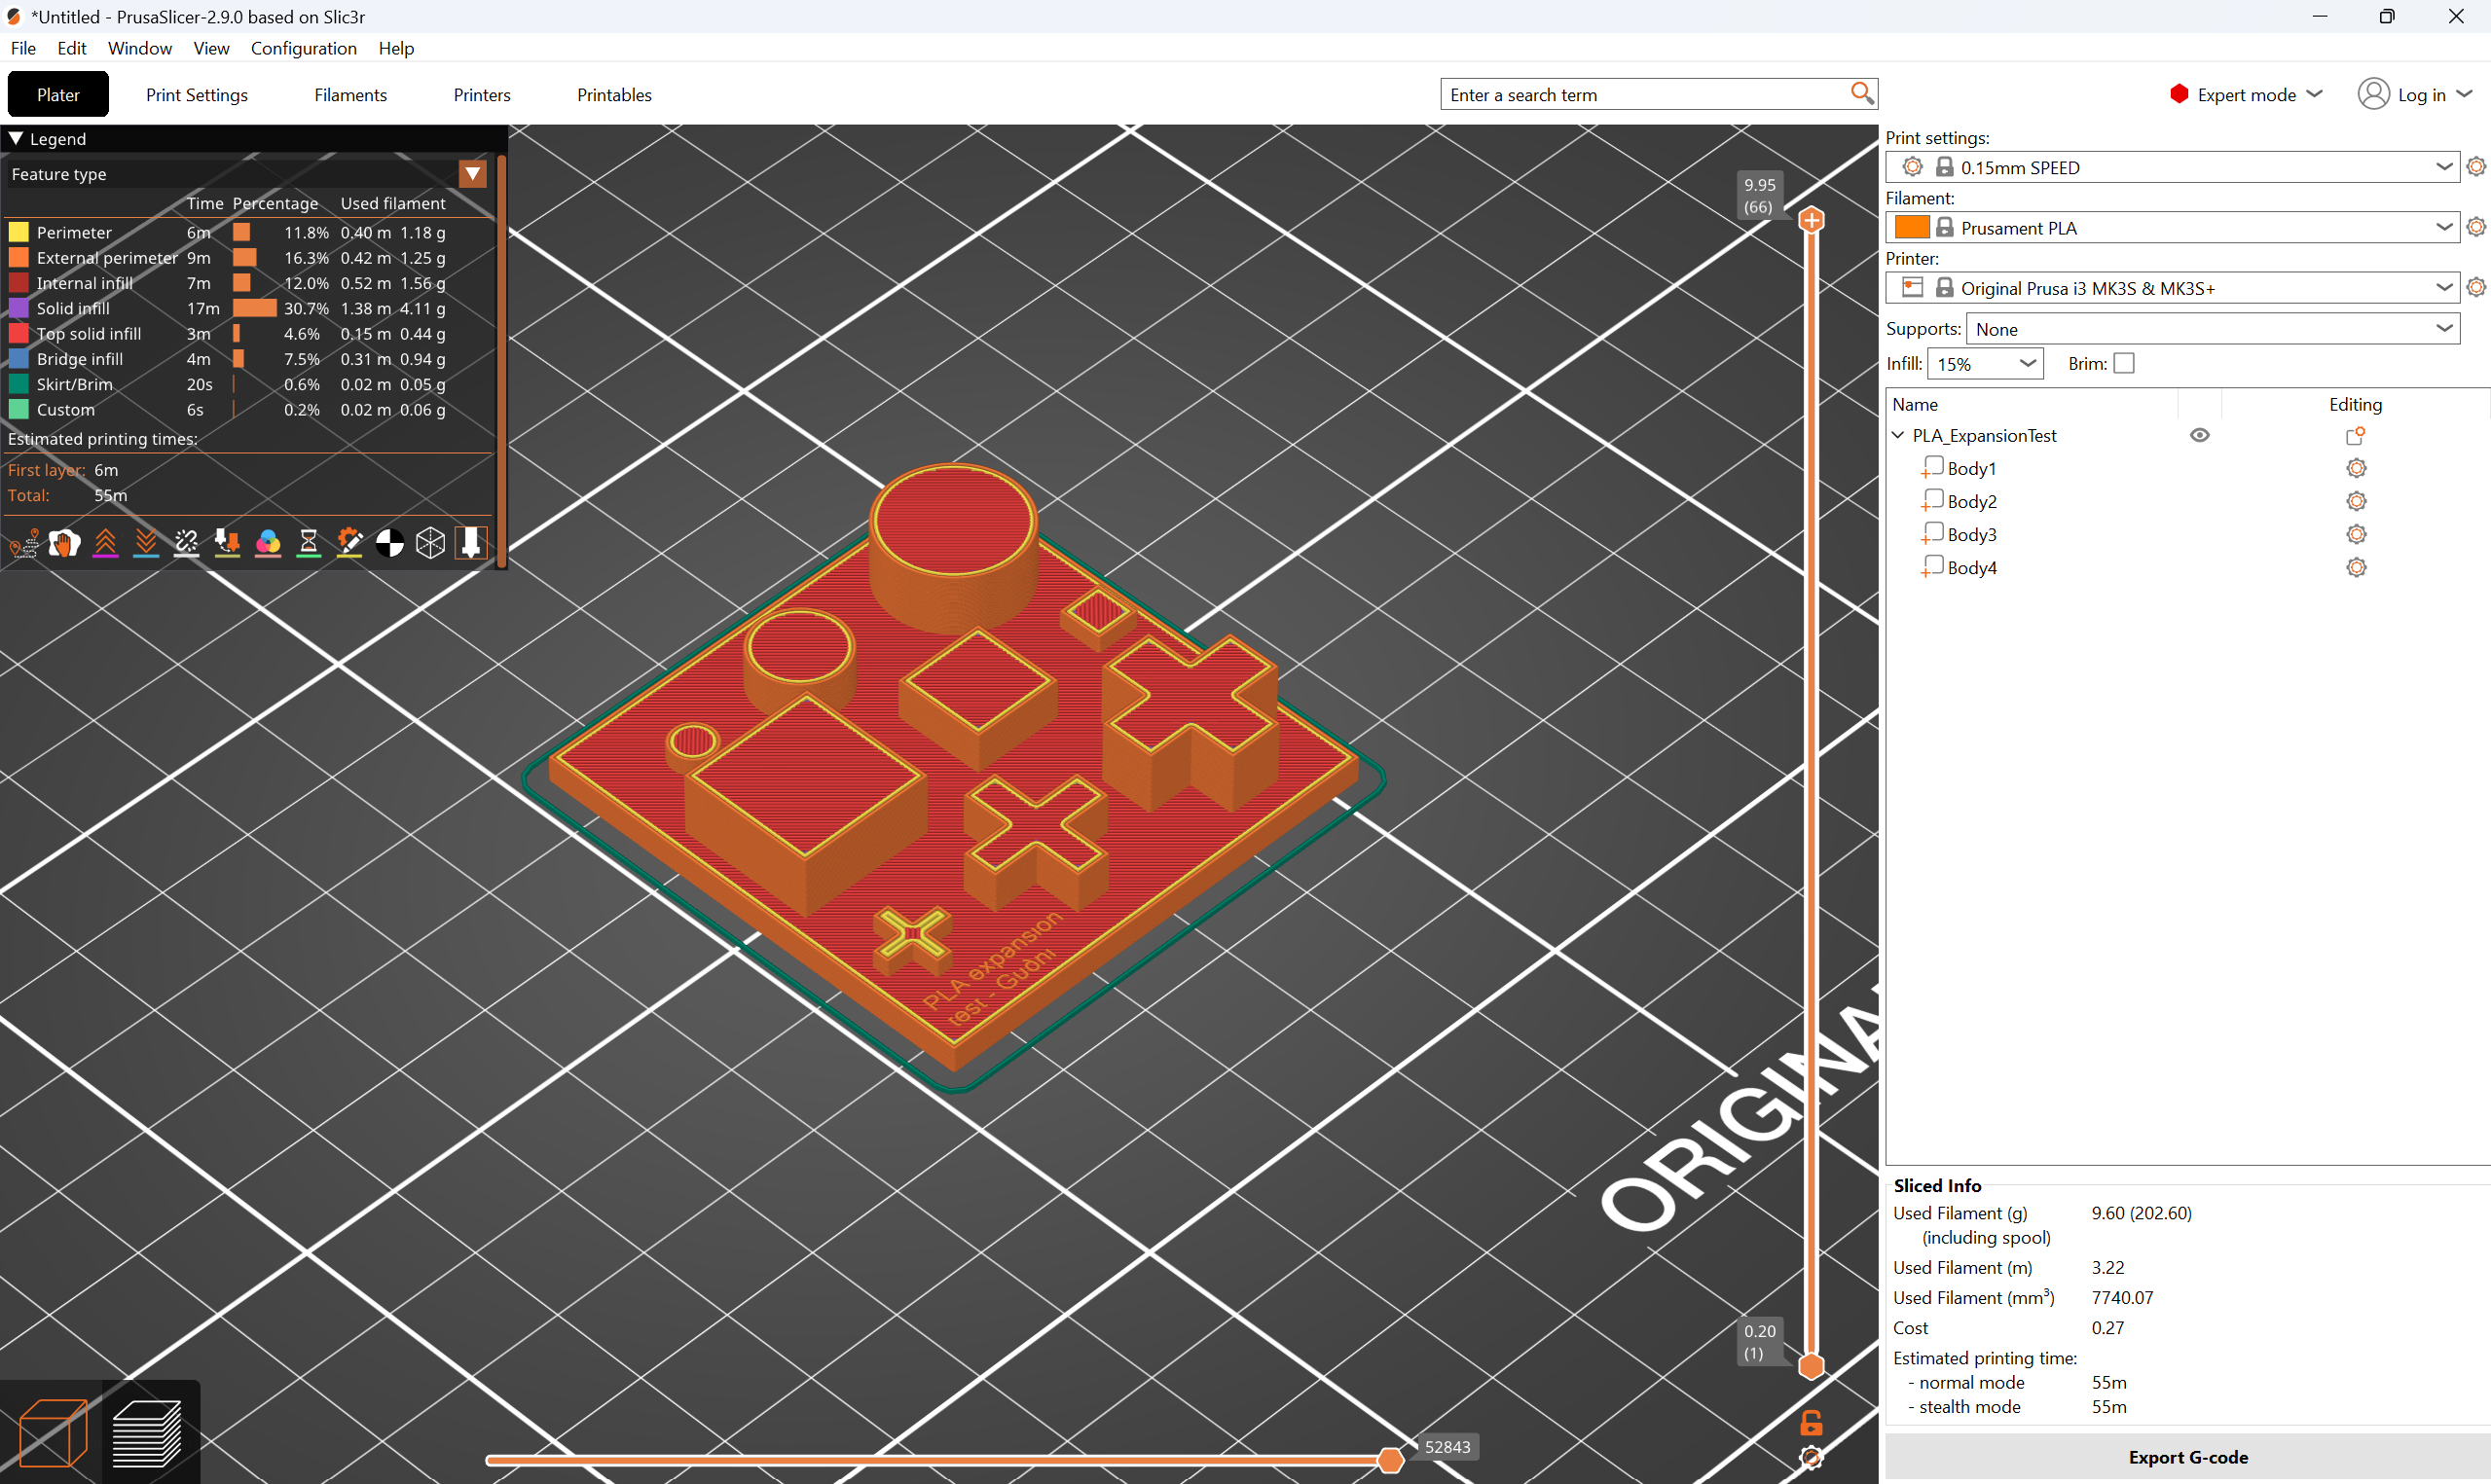 *Untitled - PrusaSlicer-2.9.0 based on Slic3r
File Edit Window View Configuration Help
Plater Print Settings Filaments Printers Printables
Enter a search term
Expert mode Log in
Legend
Feature type
Time Percentage Used filament
Perimeter 6m 11.8% 0.40 m 1.18 g
External perimeter 9m 16.3% 0.42 m 1.25 g
Internal infill 7m 12.0% 0.52 m 1.56 g
Solid infill 17m 30.7% 1.38 m 4.11 g
Top solid infill 3m 4.6% 0.15 m 0.44 g
Bridge infill 4m 7.5% 0.31 m 0.94 g
Skirt/Brim 20s 0.6% 0.02 m 0.05 g
Custom 6s 0.2% 0.02 m 0.06 g
Estimated printing times:
First layer: 6m
Total: 55m
9.95
(66)
PLA expansion
test - Guðni
ORIGINA
0.20
(1)
52843
Print settings:
0.15mm SPEED
Filament:
Prusament PLA
Printer:
Original Prusa i3 MK3S & MK3S+
Supports: None
Infill: 15% Brim:
Name Editing
PLA_ExpansionTest
Body1
Body2
Body3
Body4
Sliced Info
Used Filament (g) 9.60 (202.60)
(including spool)
Used Filament (m) 3.22
Used Filament (mm³) 7740.07
Cost 0.27
Estimated printing time:
- normal mode 55m
- stealth mode 55m
Export G-code